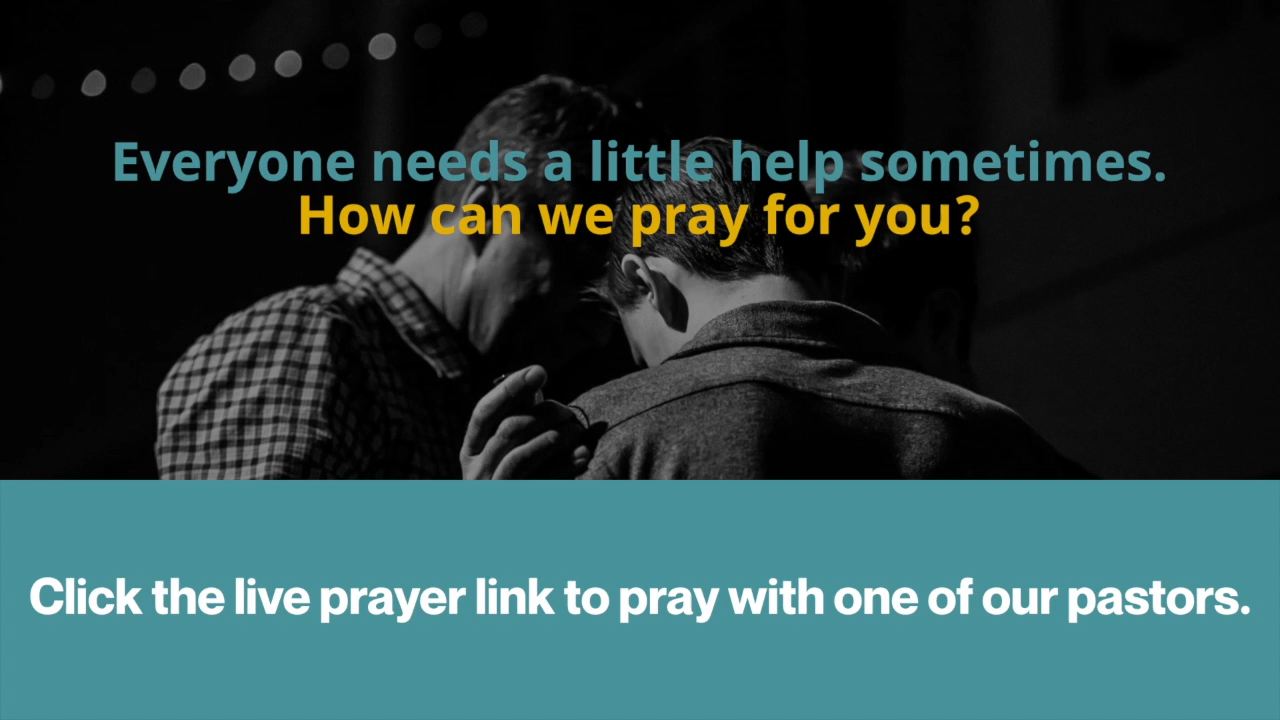 Everyone needs a little help sometimes.
How can we pray for you?
Click the live prayer link to pray with one of our pastors.